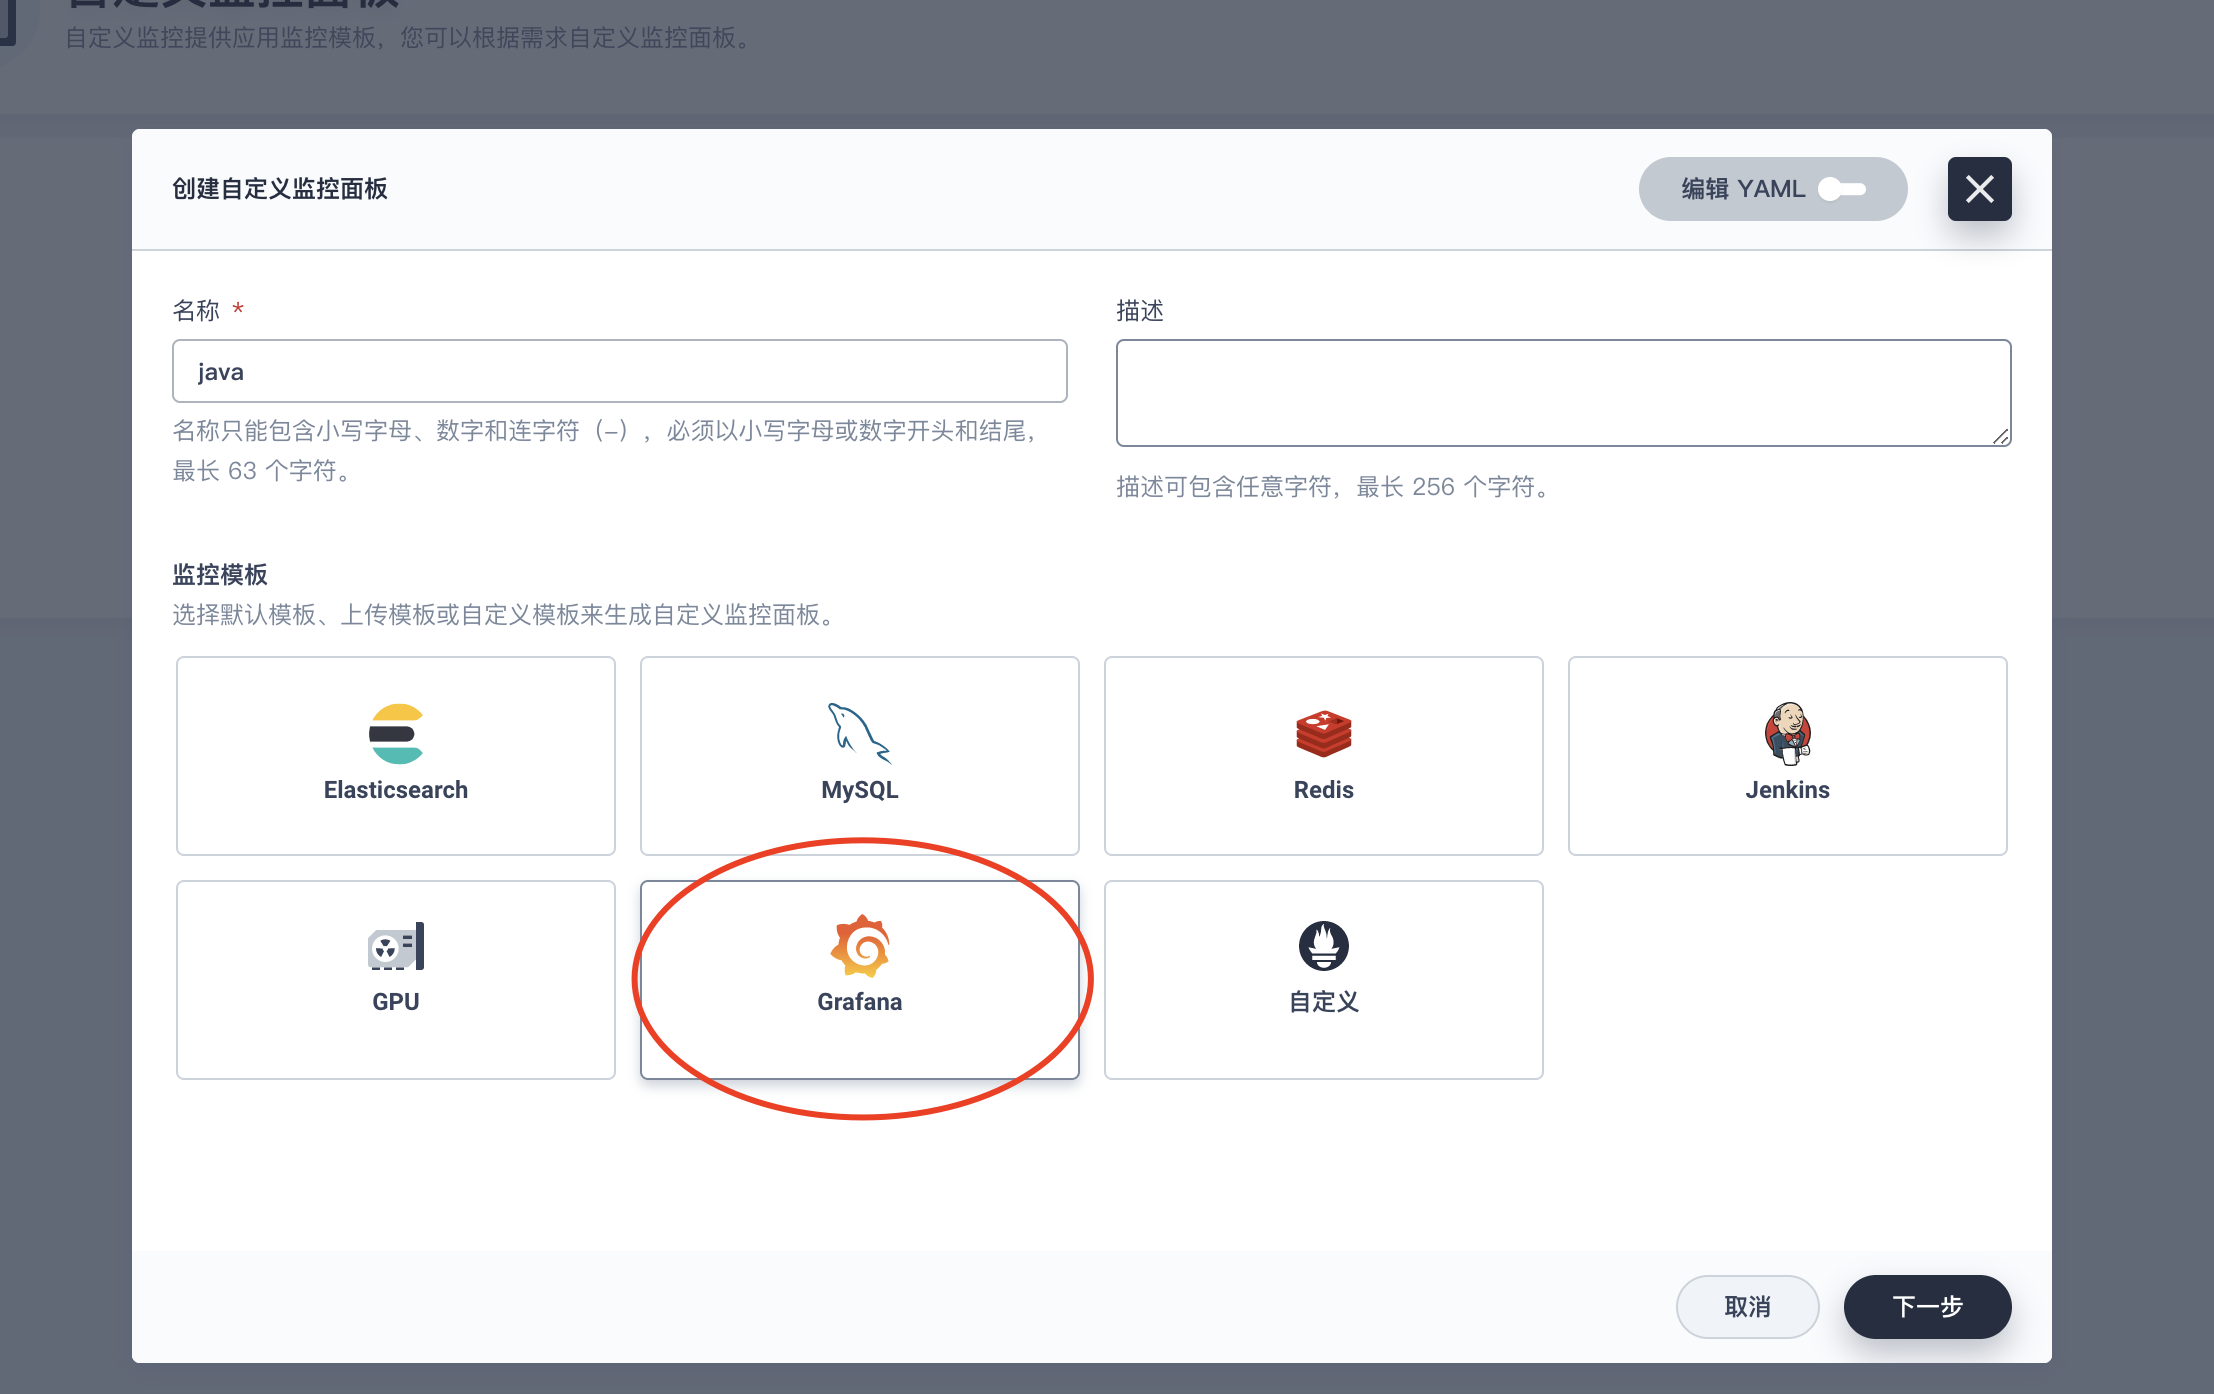 自定义监控面板
自定义监控提供应用监控模板，您可以根据需求自定义监控面板。
创建自定义监控面板
编辑 YAML
名称 *
java
名称只能包含小写字母、数字和连字符（-），必须以小写字母或数字开头和结尾，
最长 63 个字符。
描述
描述可包含任意字符，最长 256 个字符。
监控模板
选择默认模板、上传模板或自定义模板来生成自定义监控面板。
Elasticsearch
MySQL
Redis
Jenkins
GPU
Grafana
自定义
取消
下一步